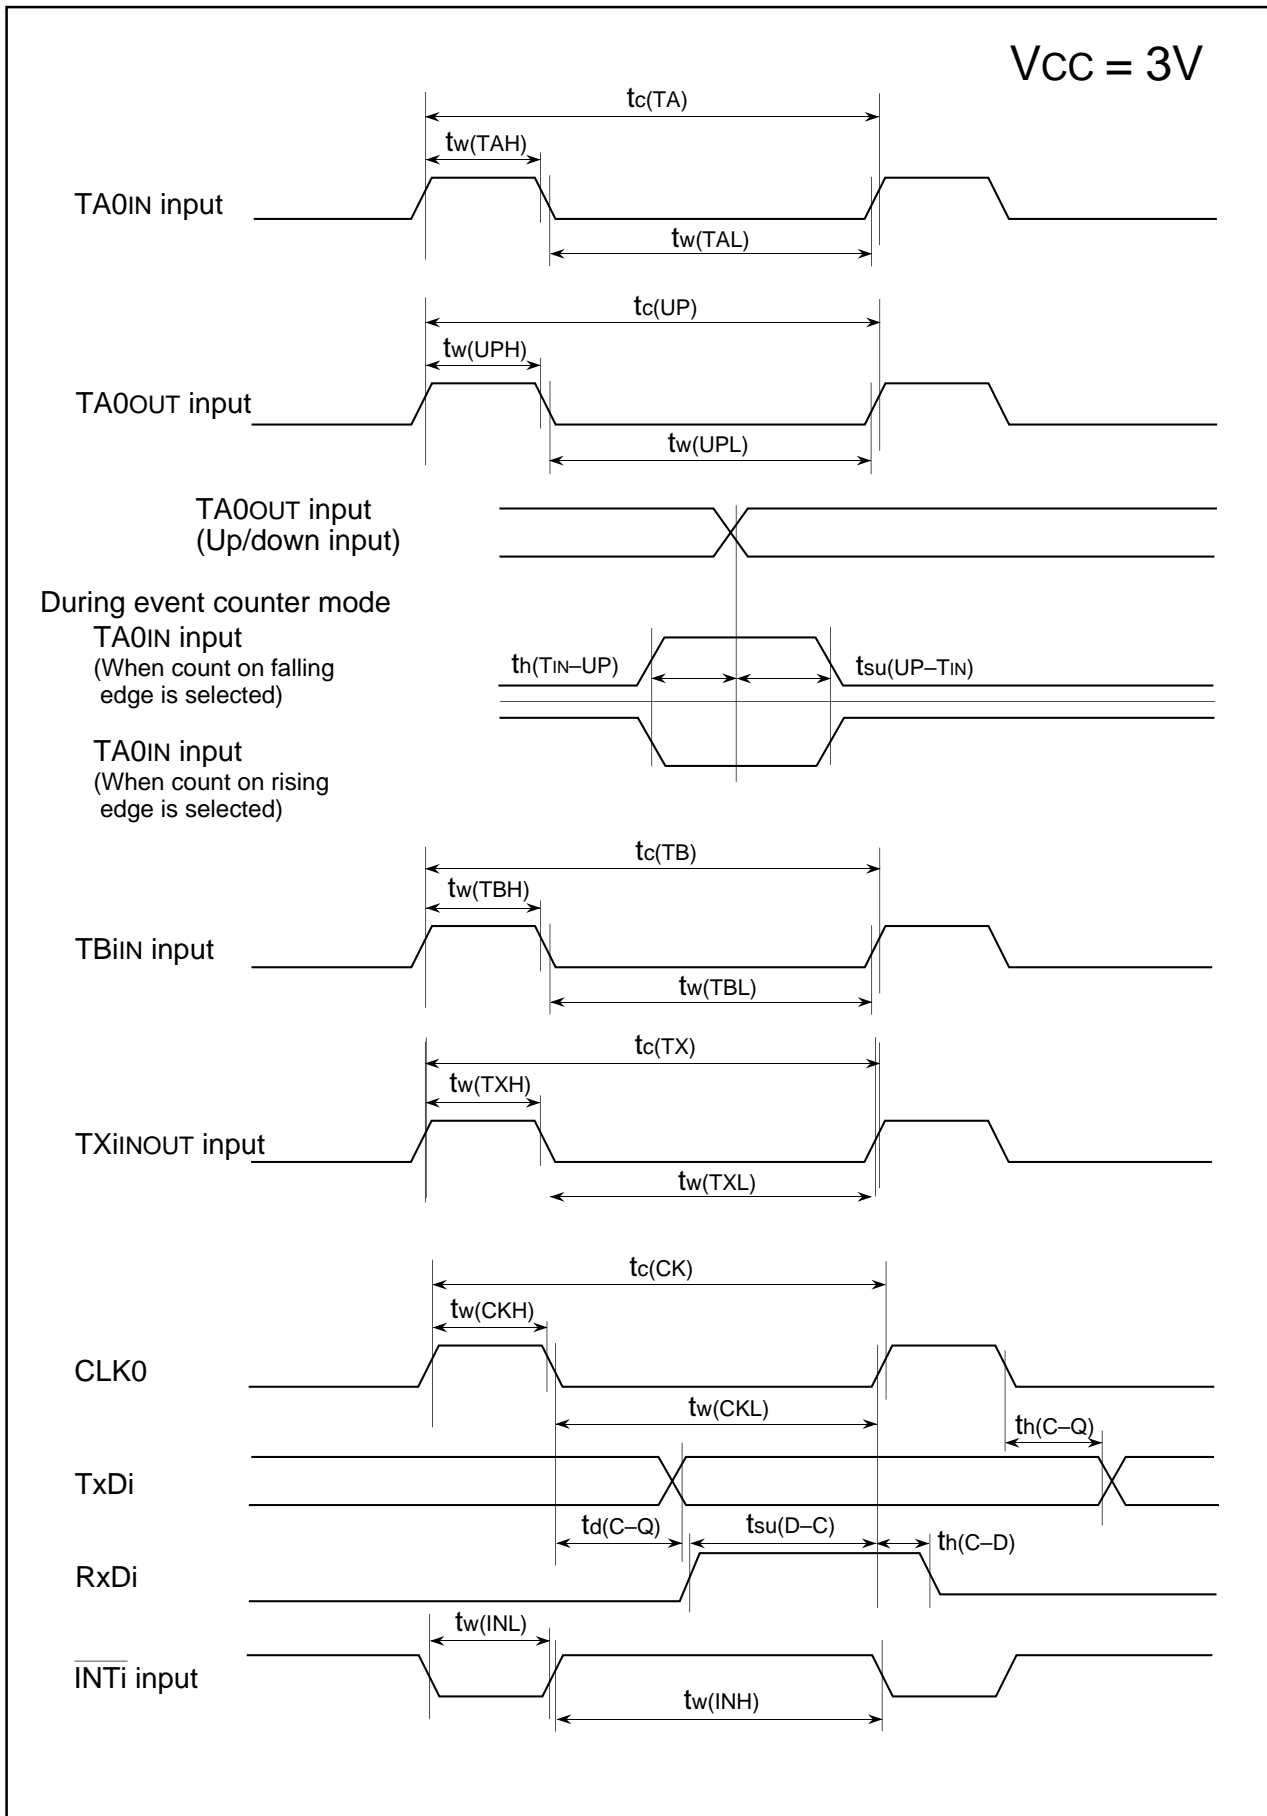 VCC = 3V
tc(TA)
tw(TAH)
TA0IN input
tw(TAL)
tc(UP)
tw(UPH)
TA0OUT input
tw(UPL)
TA0OUT input
(Up/down input)
During event counter mode
TA0IN input
(When count on falling
edge is selected)
th(TIN–UP)
tsu(UP–TIN)
TA0IN input
(When count on rising
edge is selected)
tc(TB)
tw(TBH)
TBiIN input
tw(TBL)
tc(TX)
tw(TXH)
TXiINOUT input
tw(TXL)
tc(CK)
tw(CKH)
CLK0
tw(CKL)
th(C–Q)
TxDi
td(C–Q)
tsu(D–C)
th(C–D)
RxDi
tw(INL)
INTi input
tw(INH)